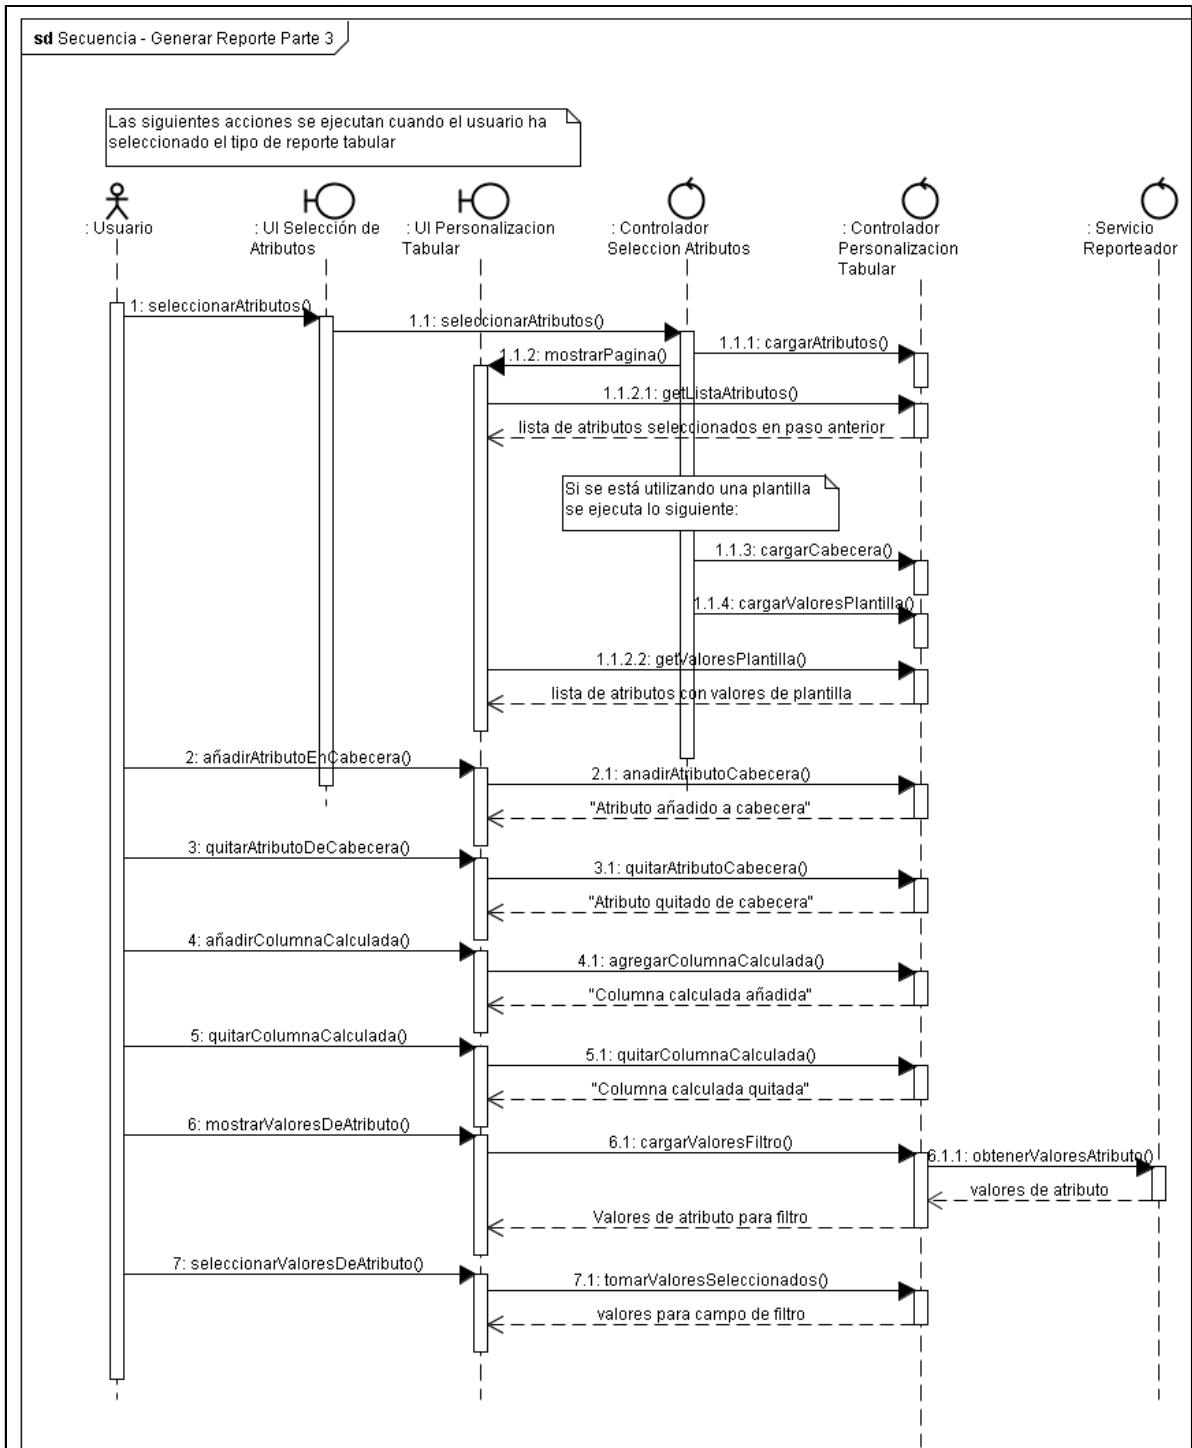 sd Secuencia - Generar Reporte Parte 3
Las siguientes acciones se ejecutan cuando el usuario ha
seleccionado el tipo de reporte tabular
: Usuario
: UI Selección de
Atributos
: UI Personalizacion
Tabular
: Controlador
Seleccion Atributos
: Controlador
Personalizacion
Tabular
: Servicio
Reporteador
1: seleccionarAtributos()
1.1: seleccionarAtributos()
1.1.1: cargarAtributos()
1.1.2: mostrarPagina()
1.1.2.1: getListaAtributos()
lista de atributos seleccionados en paso anterior
Si se está utilizando una plantilla
se ejecuta lo siguiente:
1.1.3: cargarCabecera()
1.1.4: cargarValoresPlantilla()
1.1.2.2: getValoresPlantilla()
lista de atributos con valores de plantilla
2: añadirAtributoEnCabecera()
2.1: anadirAtributoCabecera()
"Atributo añadido a cabecera"
3: quitarAtributoDeCabecera()
3.1: quitarAtributoCabecera()
"Atributo quitado de cabecera"
4: añadirColumnaCalculada()
4.1: agregarColumnaCalculada()
"Columna calculada añadida"
5: quitarColumnaCalculada()
5.1: quitarColumnaCalculada()
"Columna calculada quitada"
6: mostrarValoresDeAtributo()
6.1: cargarValoresFiltro()
6.1.1: obtenerValoresAtributo()
valores de atributo
Valores de atributo para filtro
7: seleccionarValoresDeAtributo()
7.1: tomarValoresSeleccionados()
valores para campo de filtro